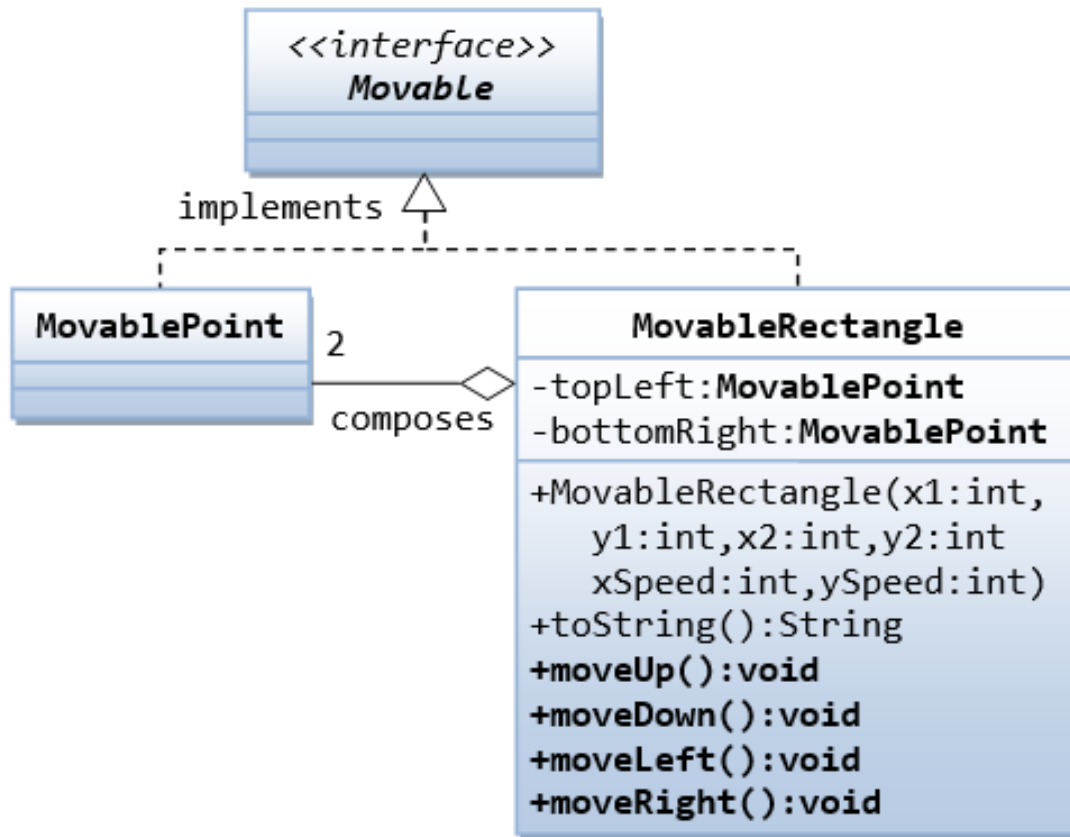 <<interface>>
Movable
implements
MovablePoint
2
composes
MovableRectangle
-topLeft:MovablePoint
-bottomRight:MovablePoint
+MovableRectangle(x1:int,
y1:int,x2:int,y2:int
xSpeed:int,ySpeed:int)
+toString():String
+moveUp():void
+moveDown():void
+moveLeft():void
+moveRight():void